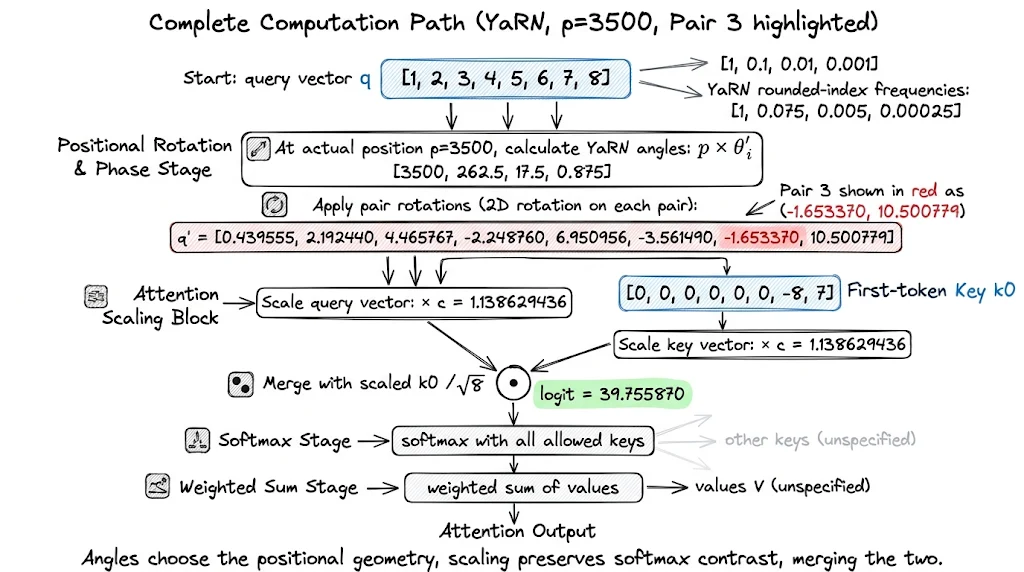 Complete Computation Path (YaRN, p=3500, Pair 3 highlighted)
Start: query vector q
[1, 2, 3, 4, 5, 6, 7, 8]
[1, 0.1, 0.01, 0.001]
YaRN rounded-index frequencies:
[1, 0.075, 0.005, 0.00025]
Positional Rotation
& Phase Stage
At actual position p=3500, calculate YaRN angles: p × θ′ᵢ
[3500, 262.5, 17.5, 0.875]
Apply pair rotations (2D rotation on each pair):
Pair 3 shown in red as
(-1.653370, 10.500779)
q' = [0.439555, 2.192440, 4.465767, -2.248760, 6.950956, -3.561490, -1.653370, 10.500779]
Attention
Scaling Block
Scale query vector: × c = 1.138629436
[0, 0, 0, 0, 0, 0, -8, 7]
First-token Key k0
Scale key vector: × c = 1.138629436
Merge with scaled k0 /√8
logit = 39.755870
Softmax Stage
softmax with all allowed keys
other keys (unspecified)
Weighted Sum Stage
weighted sum of values
values V (unspecified)
Attention Output
Angles choose the positional geometry, scaling preserves softmax contrast, merging the two.